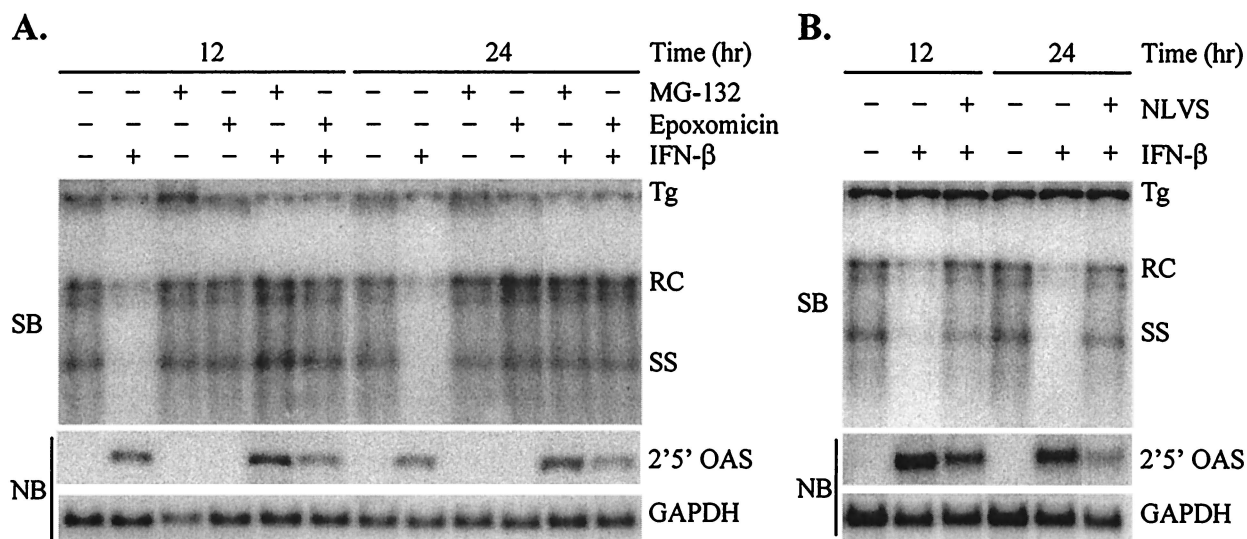 A.
12 24 Time (hr)
– – + – + – – – + – + – MG-132
– – – + – + – – – + – + Epoxomicin
– + – – + + – + – – + + IFN-β
Tg
RC
SB
SS
2'5' OAS
NB
GAPDH
B.
12 24 Time (hr)
– – + – – + NLVS
– + + – + + IFN-β
Tg
RC
SB
SS
2'5' OAS
NB
GAPDH